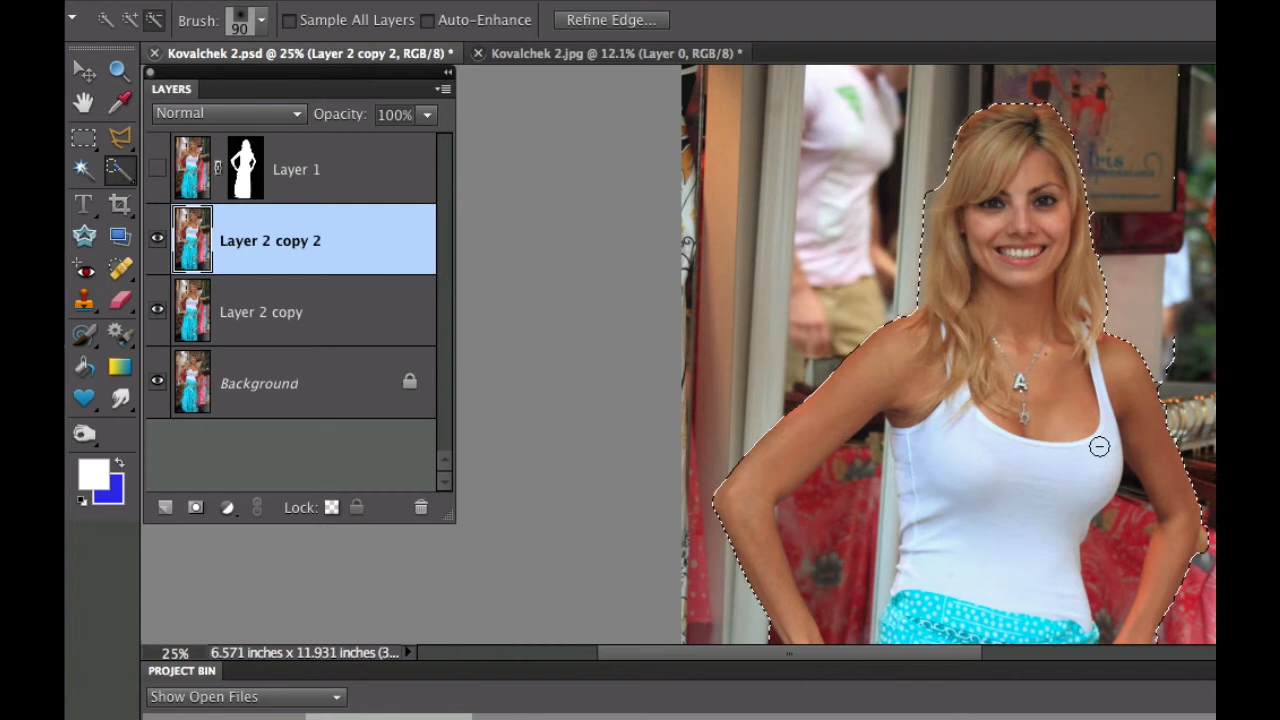 Brush: 90 Sample All Layers Auto-Enhance Refine Edge...
Kovalchek 2.psd @ 25% (Layer 2 copy 2, RGB/8) * Kovalchek 2.jpg @ 12.1% (Layer 0, RGB/8) *
LAYERS
Normal Opacity: 100%
Layer 1
Layer 2 copy 2
Layer 2 copy
Background
Lock:
25% 6.571 inches x 11.931 inches (3...
PROJECT BIN
Show Open Files
Iris
A